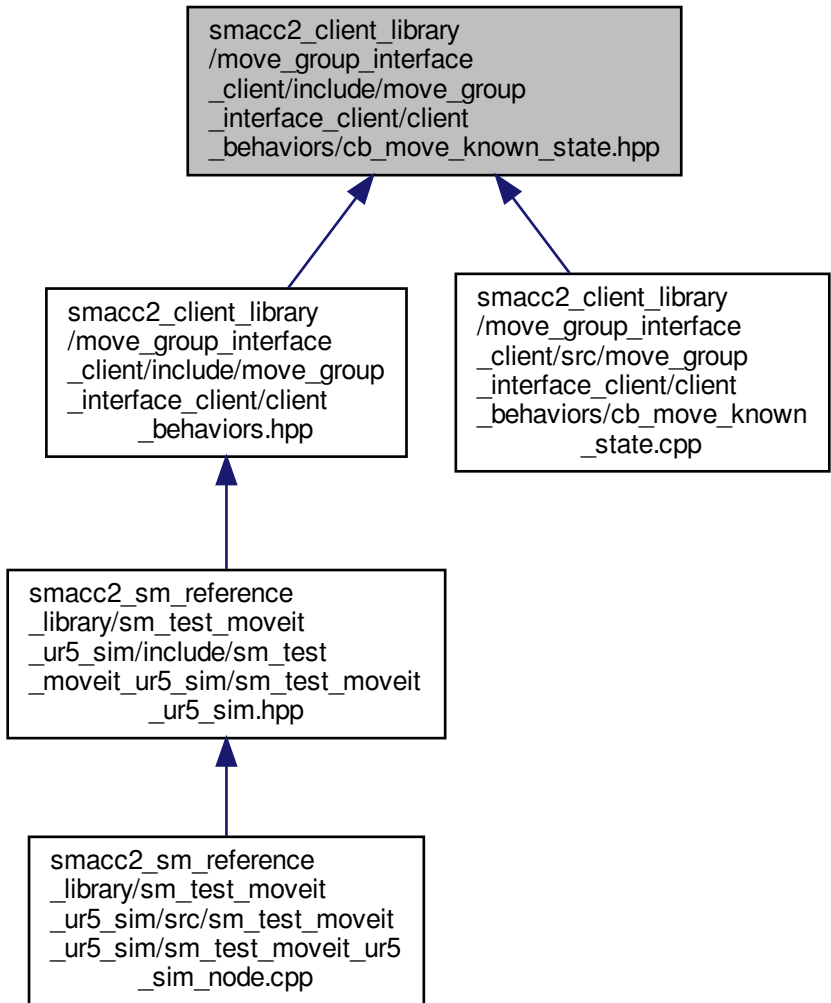 smacc2_client_library
/move_group_interface
_client/include/move_group
_interface_client/client
_behaviors/cb_move_known_state.hpp
smacc2_client_library
/move_group_interface
_client/include/move_group
_interface_client/client
_behaviors.hpp
smacc2_client_library
/move_group_interface
_client/src/move_group
_interface_client/client
_behaviors/cb_move_known
_state.cpp
smacc2_sm_reference
_library/sm_test_moveit
_ur5_sim/include/sm_test
_moveit_ur5_sim/sm_test_moveit
_ur5_sim.hpp
smacc2_sm_reference
_library/sm_test_moveit
_ur5_sim/src/sm_test_moveit
_ur5_sim/sm_test_moveit_ur5
_sim_node.cpp